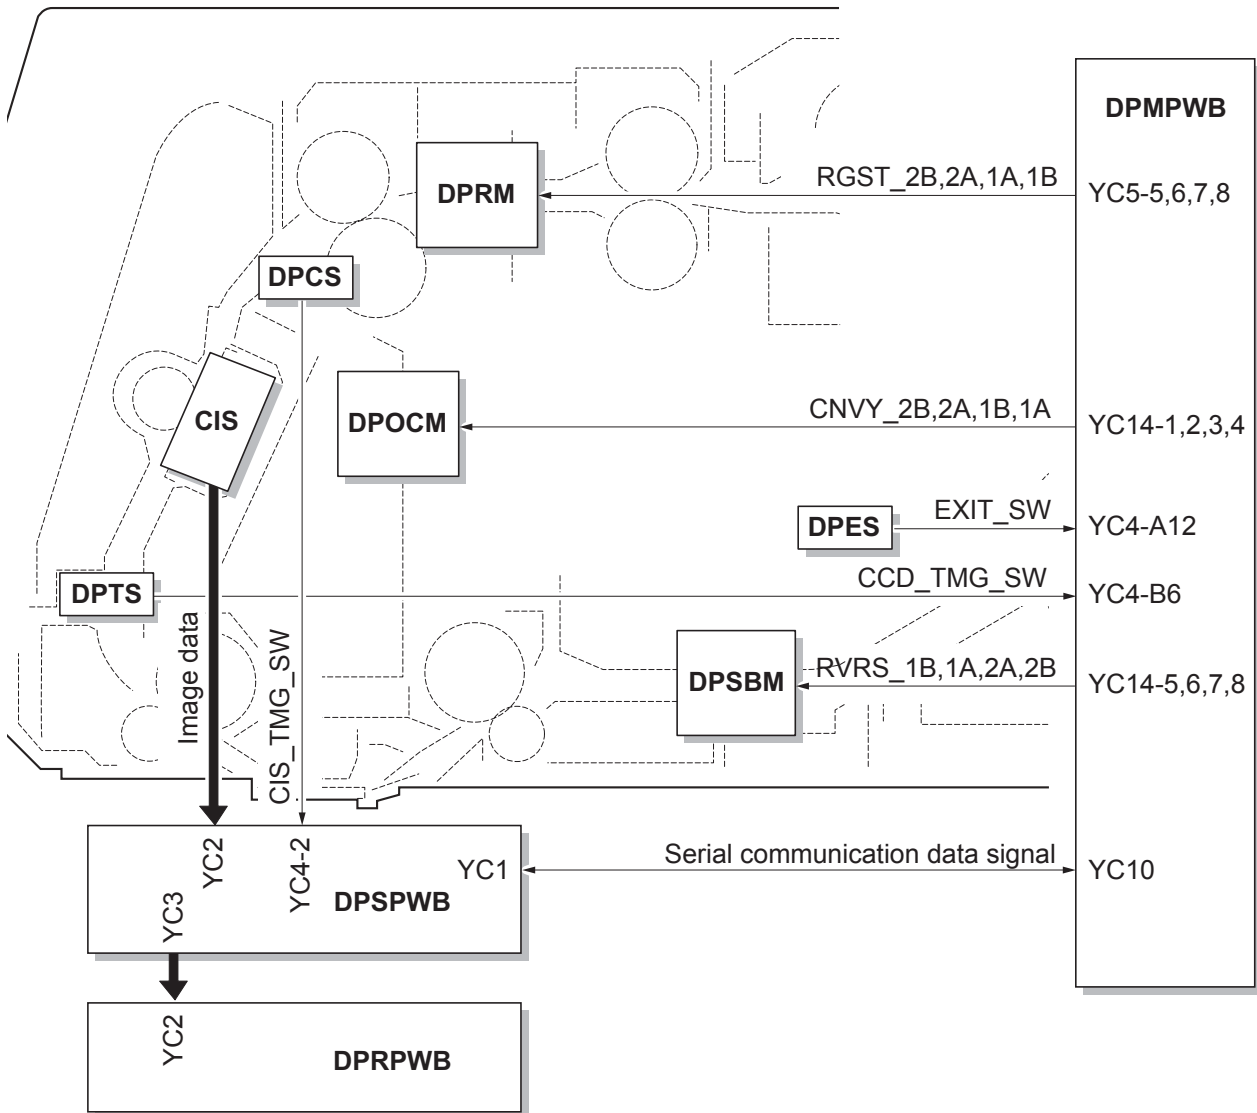 DPMPWB
DPRM
RGST_2B,2A,1A,1B
YC5-5,6,7,8
DPCS
CIS
DPOCM
CNVY_2B,2A,1B,1A
YC14-1,2,3,4
DPES
EXIT_SW
YC4-A12
DPTS
CCD_TMG_SW
YC4-B6
Image data
CIS_TMG_SW
DPSBM
RVRS_1B,1A,2A,2B
YC14-5,6,7,8
YC2
YC4-2
YC1
Serial communication data signal
YC10
YC3
DPSPWB
YC2
DPRPWB